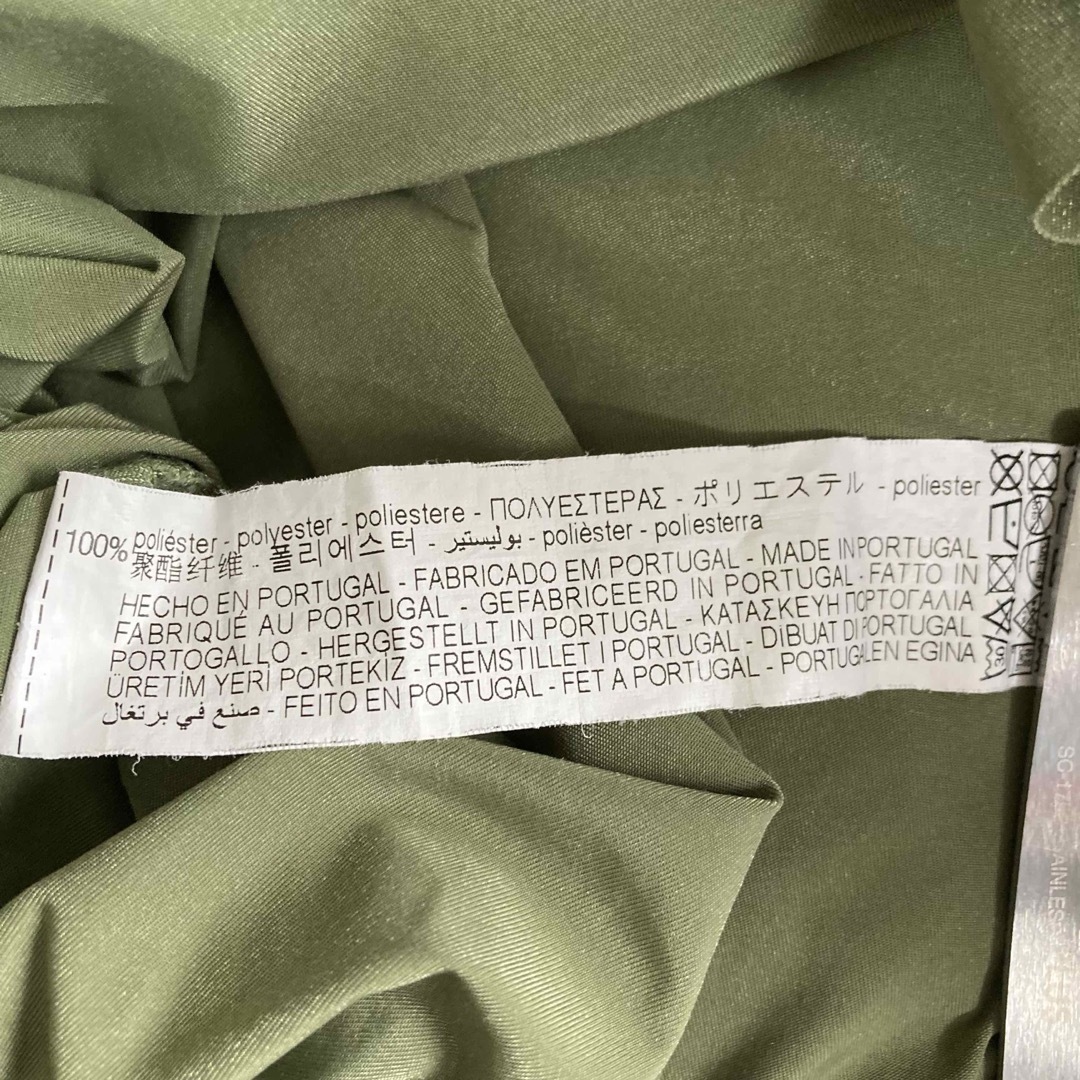 100% poliéster - polyester - poliestere - ΠΟΛΥΕΣΤΕΡΑΣ - ポリエステル - poliester
聚酯纤维 - 폴리에스터 - بوليستير - polièster - poliesterra
HECHO EN PORTUGAL - FABRICADO EM PORTUGAL - MADE IN PORTUGAL
FABRIQUÉ AU PORTUGAL - GEFABRICEERD IN PORTUGAL - FATTO IN
PORTOGALLO - HERGESTELLT IN PORTUGAL - ΚΑΤΑΣΚΕΥΗ ΠΟΡΤΟΓΑΛΙΑ
ÜRETİM YERİ PORTEKİZ - FREMSTILLET I PORTUGAL - DİBUAT DI PORTUGAL
صنع في برتغال - FEITO EN PORTUGAL - FET A PORTUGAL - PORTUGALEN EGINA
30